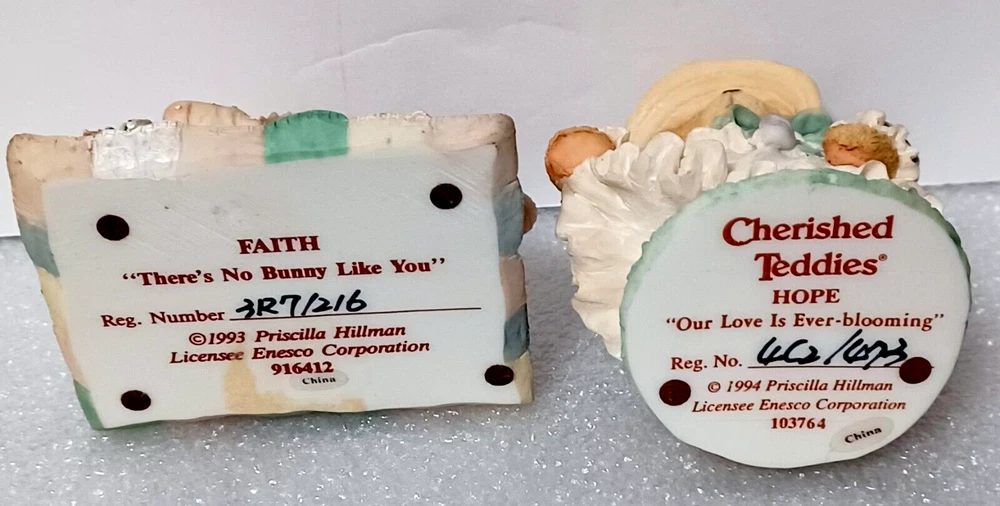 FAITH
“There's No Bunny Like You”
Reg. Number 3R7/216
©1993 Priscilla Hillman
Licensee Enesco Corporation
916412
China
Cherished
Teddies®
HOPE
“Our Love Is Ever-blooming”
Reg. No.
© 1994 Priscilla Hillman
Licensee Enesco Corporation
103764
China